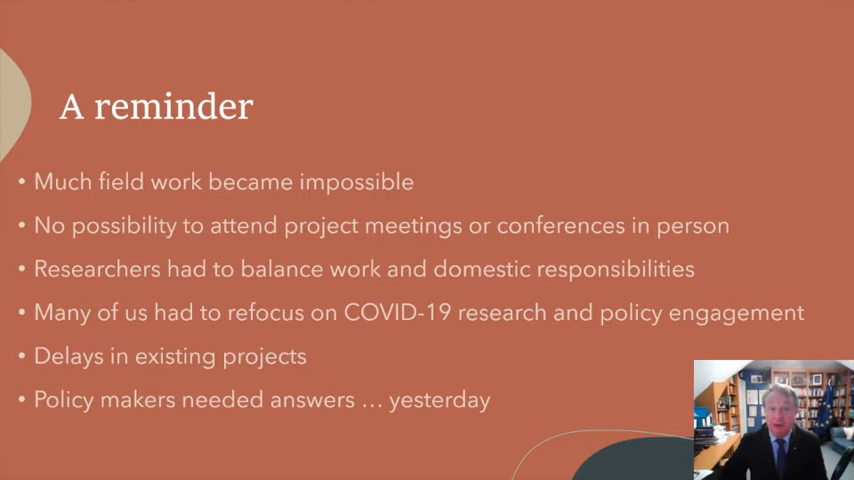 A reminder
• Much field work became impossible
• No possibility to attend project meetings or conferences in person
• Researchers had to balance work and domestic responsibilities
• Many of us had to refocus on COVID-19 research and policy engagement
• Delays in existing projects
• Policy makers needed answers … yesterday